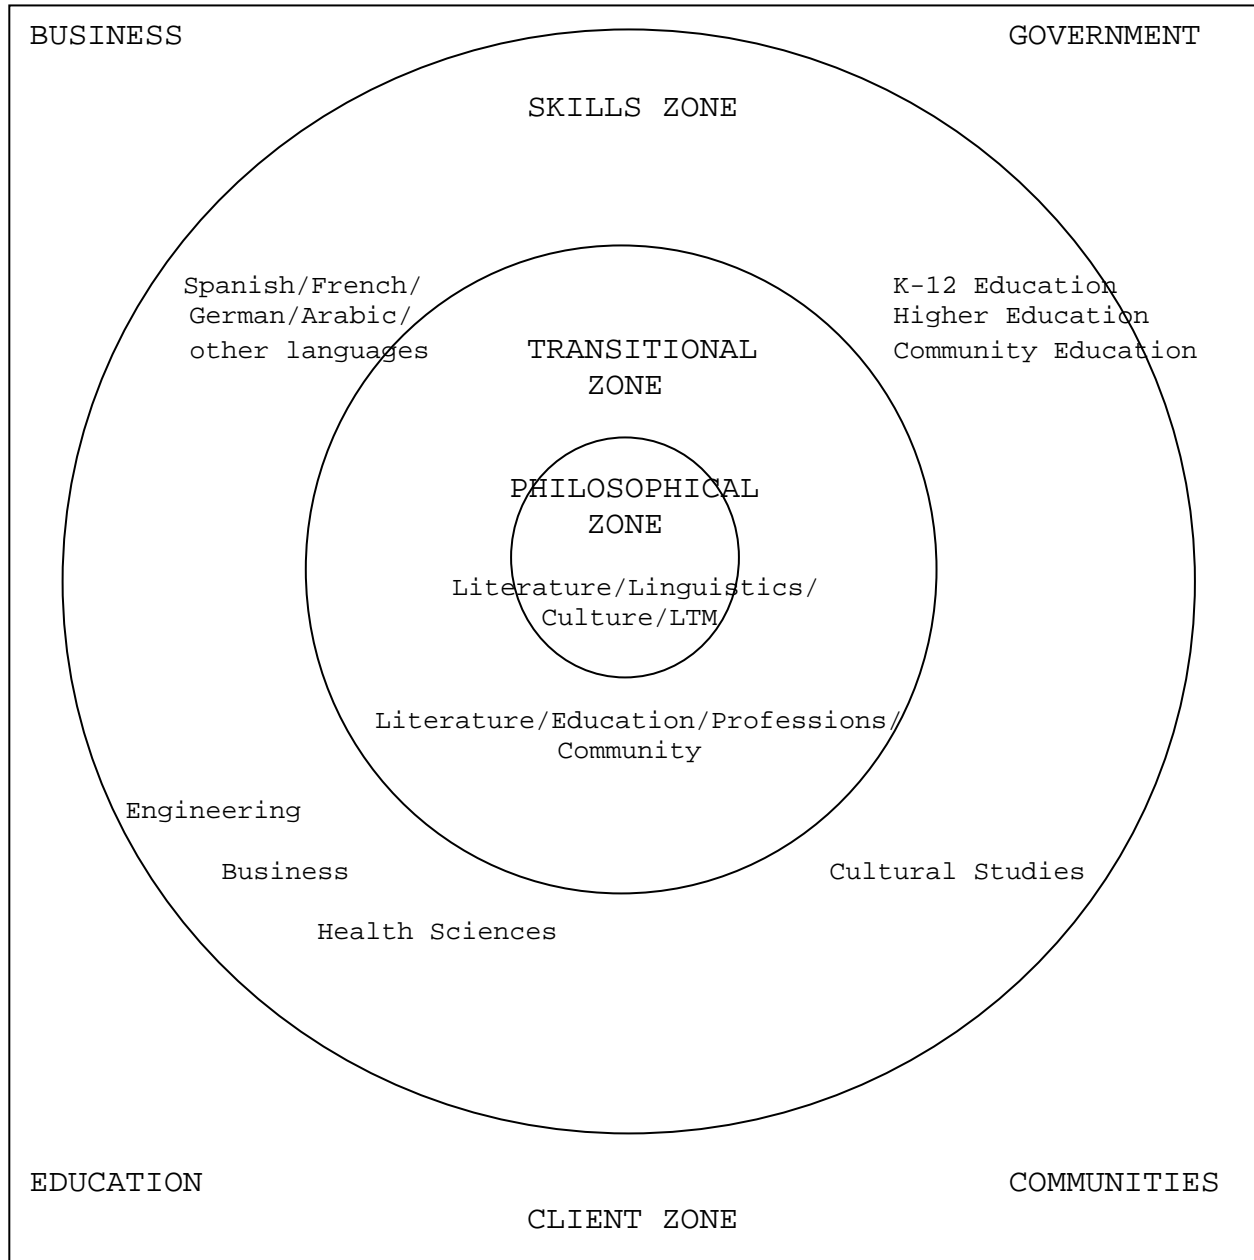 BUSINESS
GOVERNMENT
SKILLS ZONE
Spanish/French/
German/Arabic/
other languages
K-12 Education
Higher Education
Community Education
TRANSITIONAL
ZONE
PHILOSOPHICAL
ZONE
Literature/Linguistics/
Culture/LTM
Literature/Education/Professions/
Community
Engineering
Business
Health Sciences
Cultural Studies
EDUCATION
COMMUNITIES
CLIENT ZONE